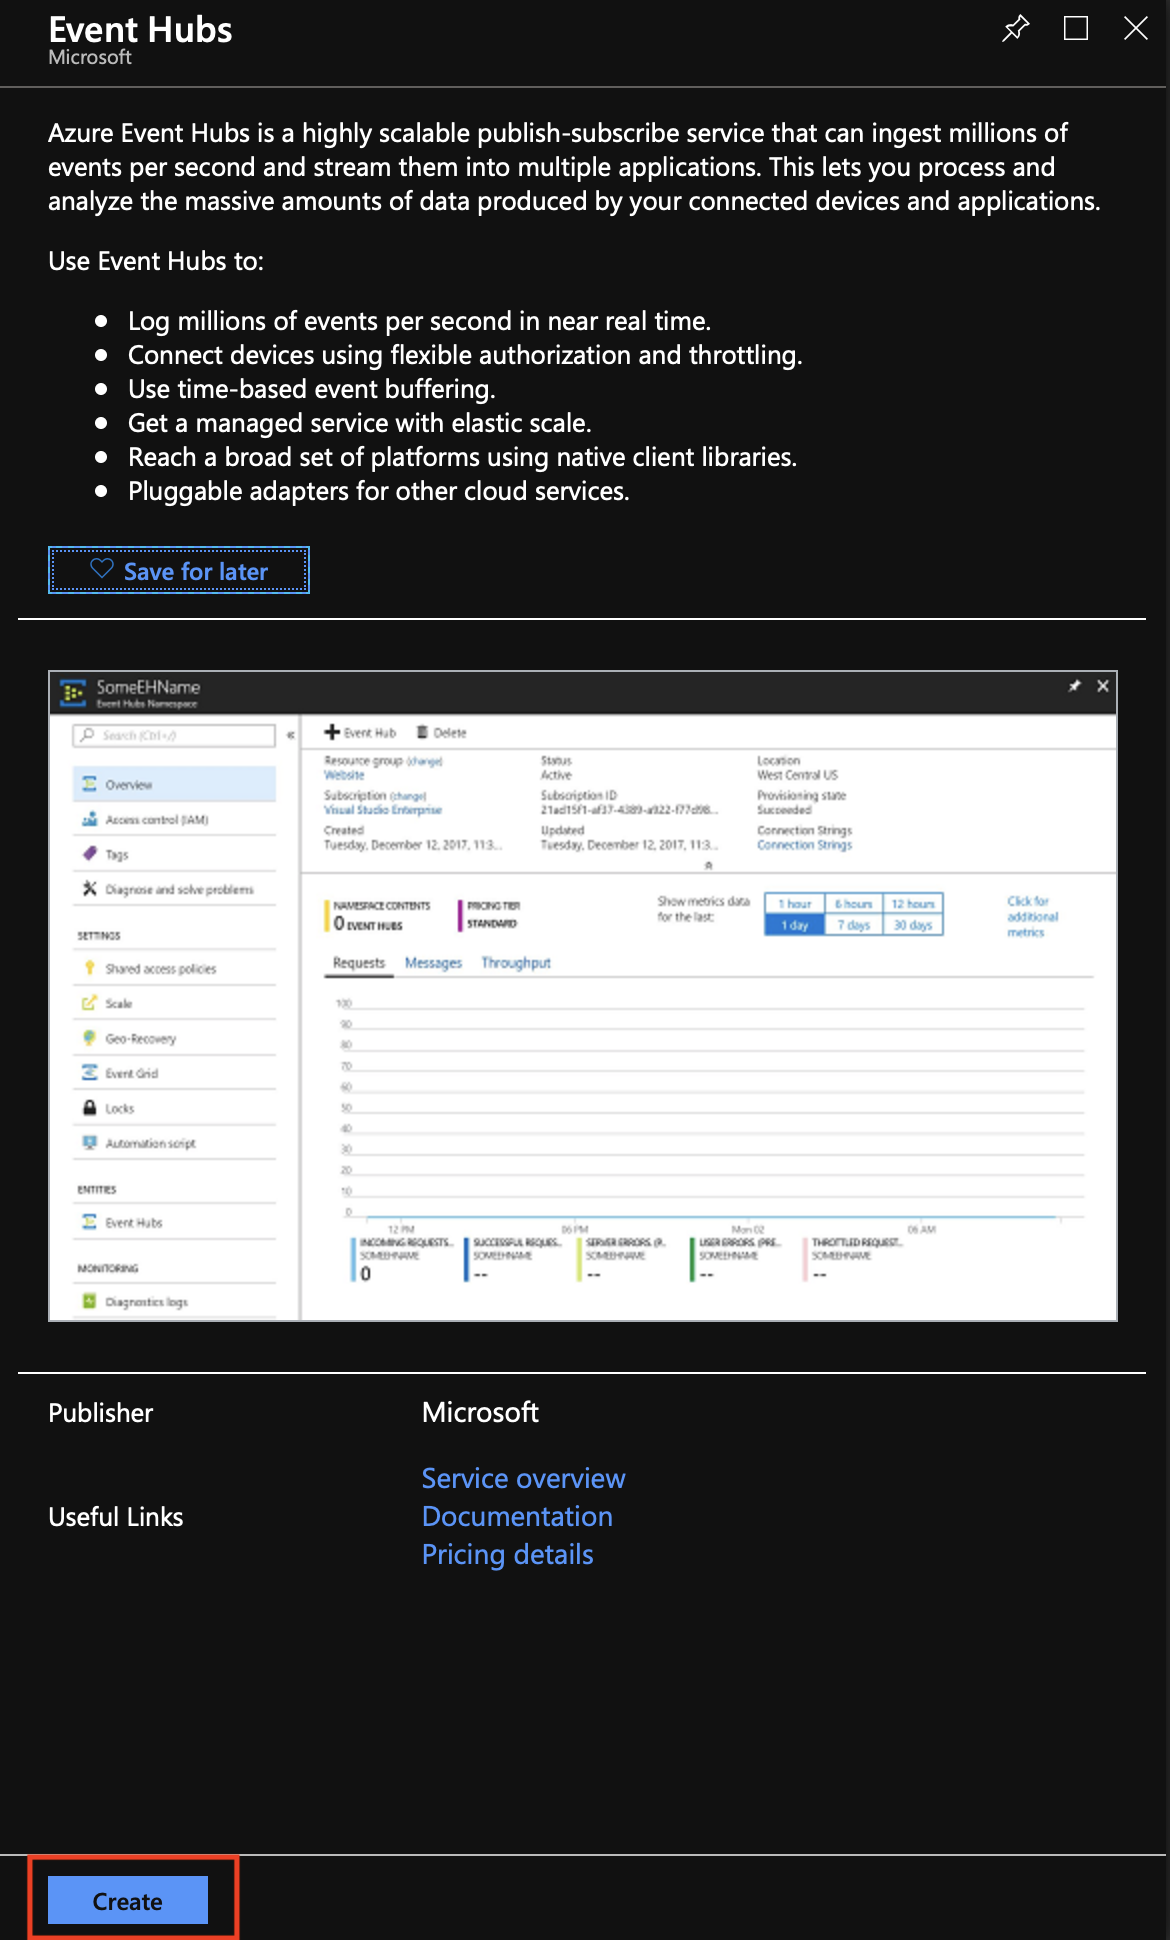 Event Hubs
Microsoft
Azure Event Hubs is a highly scalable publish-subscribe service that can ingest millions of
events per second and stream them into multiple applications. This lets you process and
analyze the massive amounts of data produced by your connected devices and applications.
Use Event Hubs to:
Log millions of events per second in near real time.
Connect devices using flexible authorization and throttling.
Use time-based event buffering.
Get a managed service with elastic scale.
Reach a broad set of platforms using native client libraries.
Pluggable adapters for other cloud services.
Save for later
SomeEHName
Event Hubs Namespace
Search (Ctrl+/)
«
Overview
Access control (IAM)
Tags
Diagnose and solve problems
SETTINGS
Shared access policies
Scale
Geo-Recovery
Event Grid
Locks
Automation script
ENTITIES
Event Hubs
MONITORING
Diagnostics logs
Event Hub Delete
Resource group (change)
Website
Status
Active
Location
West Central US
Subscription (change)
Visual Studio Enterprise
Subscription ID
21ad15f1-af37-4389-a922-f77d98...
Provisioning state
Succeeded
Created
Tuesday, December 12, 2017, 11:3...
Updated
Tuesday, December 12, 2017, 11:3...
Connection Strings
Connection Strings
NAMESPACE CONTENTS
0 EVENT HUBS
PRICING TIER
STANDARD
Show metrics data
for the last:
1 hour 6 hours 12 hours
1 day 7 days 30 days
Click for
additional
metrics
Requests Messages Throughput
100
90
80
70
60
50
40
30
20
10
0
12 PM 06 PM Mon 02 06 AM
INCOMING REQUESTS...
SOMEEHNAME
0
SUCCESSFUL REQUES...
SOMEEHNAME
--
SERVER ERRORS. (P...
SOMEEHNAME
--
USER ERRORS. (PRE...
SOMEEHNAME
--
THROTTLED REQUEST...
SOMEEHNAME
--
Publisher
Microsoft
Useful Links
Service overview
Documentation
Pricing details
Create